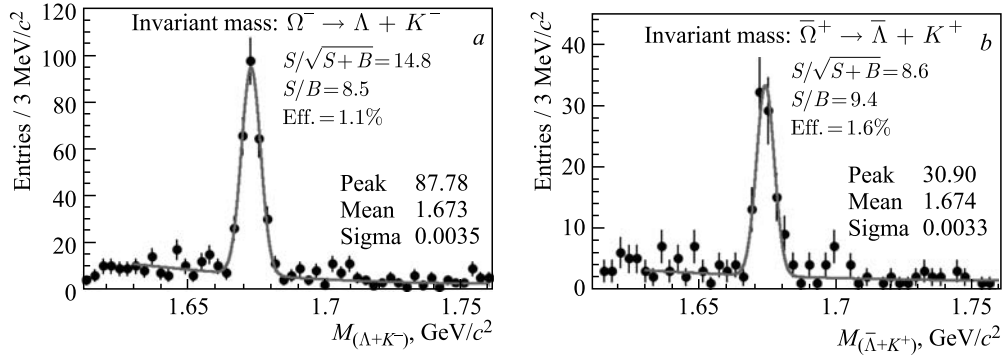 Invariant mass: Ω⁻ → Λ + K⁻ a
S/√S+B = 14.8
S/B = 8.5
Eff. = 1.1%
Peak 87.78
Mean 1.673
Sigma 0.0035
Entries / 3 MeV/c²
120
100
80
60
40
20
0
1.65 1.7 1.75
M(Λ+K⁻), GeV/c²
Invariant mass: Ω̅⁺ → Λ̅ + K⁺ b
S/√S+B = 8.6
S/B = 9.4
Eff. = 1.6%
Peak 30.90
Mean 1.674
Sigma 0.0033
Entries / 3 MeV/c²
40
30
20
10
0
1.65 1.7 1.75
M(Λ̅+K⁺), GeV/c²